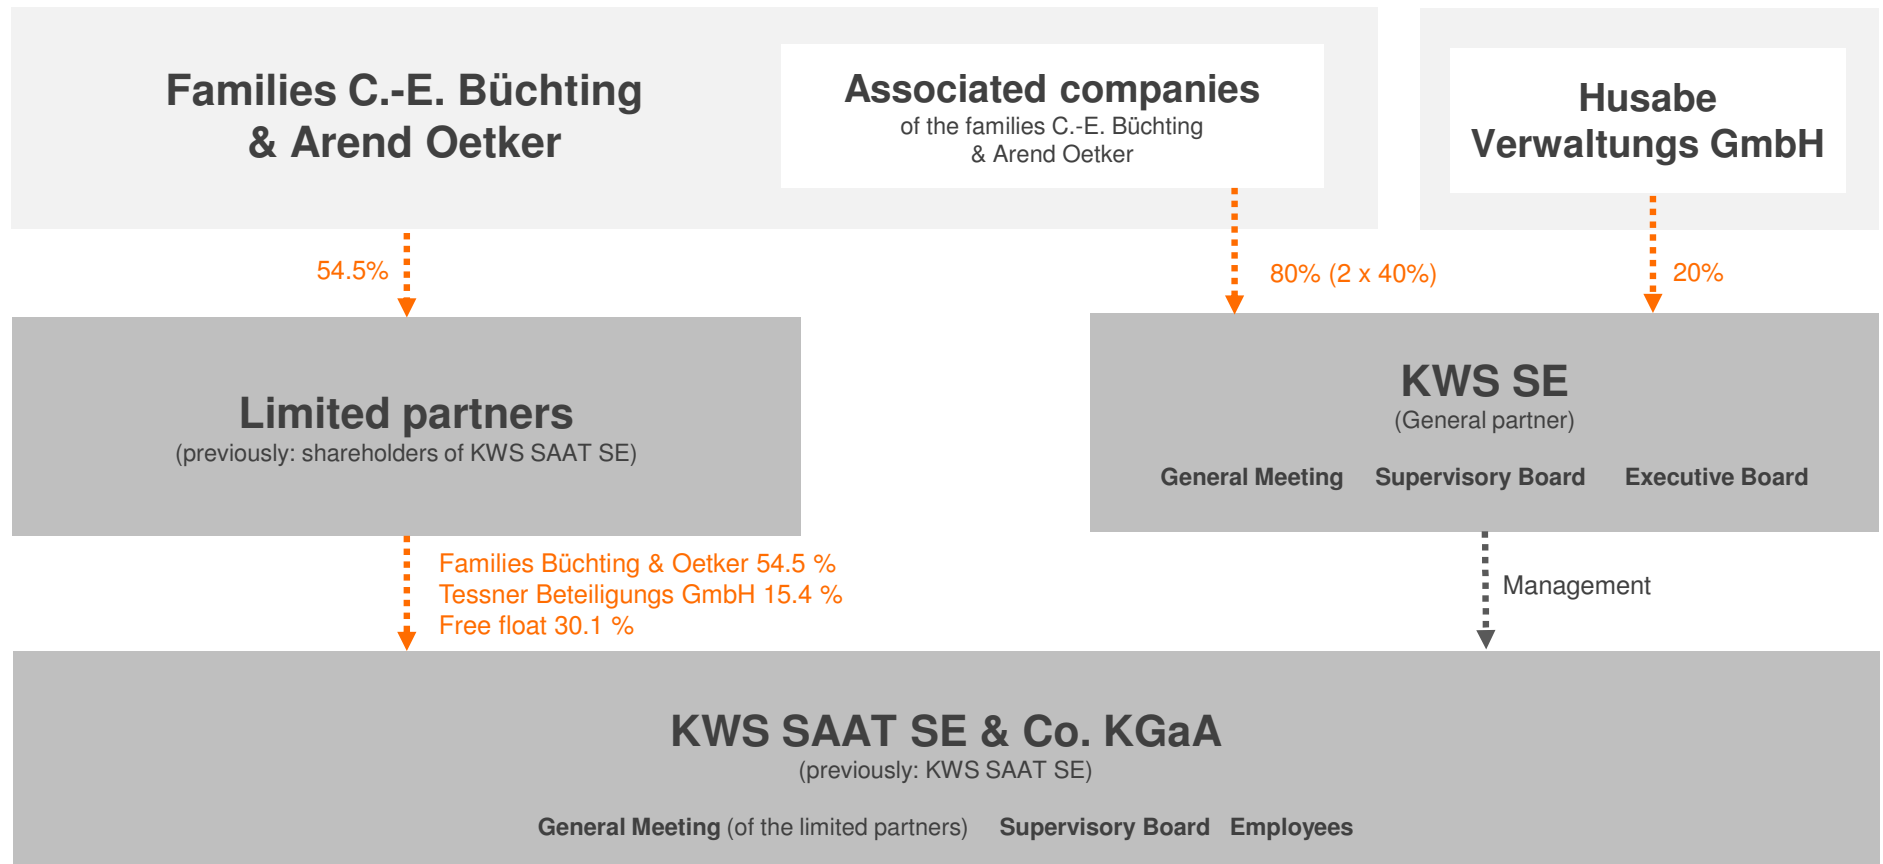 Families C.-E. Büchting
& Arend Oetker
Associated companies
of the families C.-E. Büchting
& Arend Oetker
Husabe
Verwaltungs GmbH
54.5%
80% (2 x 40%)
20%
Limited partners
(previously: shareholders of KWS SAAT SE)
KWS SE
(General partner)
General Meeting Supervisory Board Executive Board
Families Büchting & Oetker 54.5 %
Tessner Beteiligungs GmbH 15.4 %
Free float 30.1 %
Management
KWS SAAT SE & Co. KGaA
(previously: KWS SAAT SE)
General Meeting (of the limited partners) Supervisory Board Employees